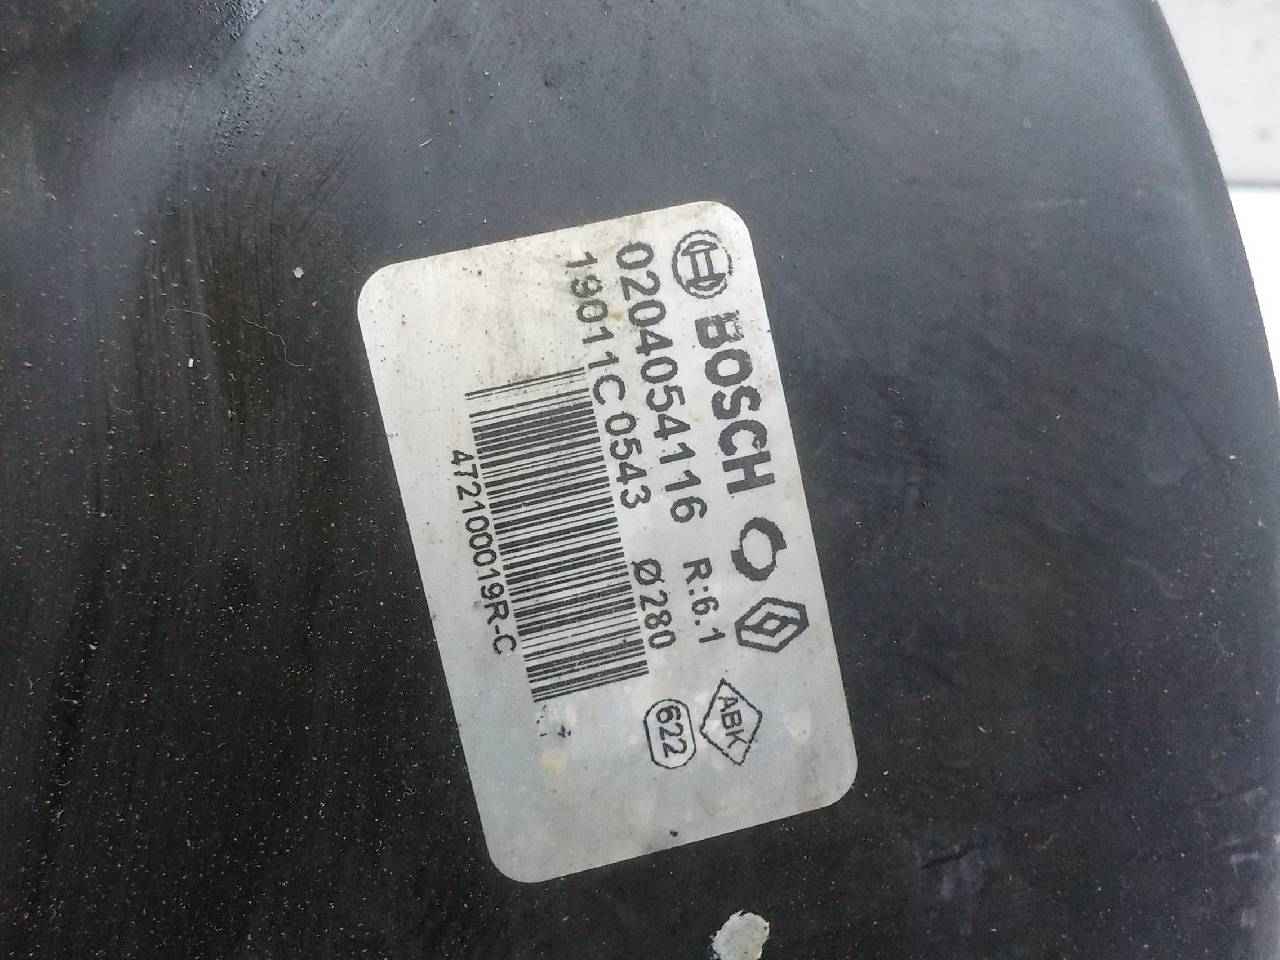 BOSCH
0204054116 R:6.1 ABK
19011C0543 Ø280 622
472100019R-C